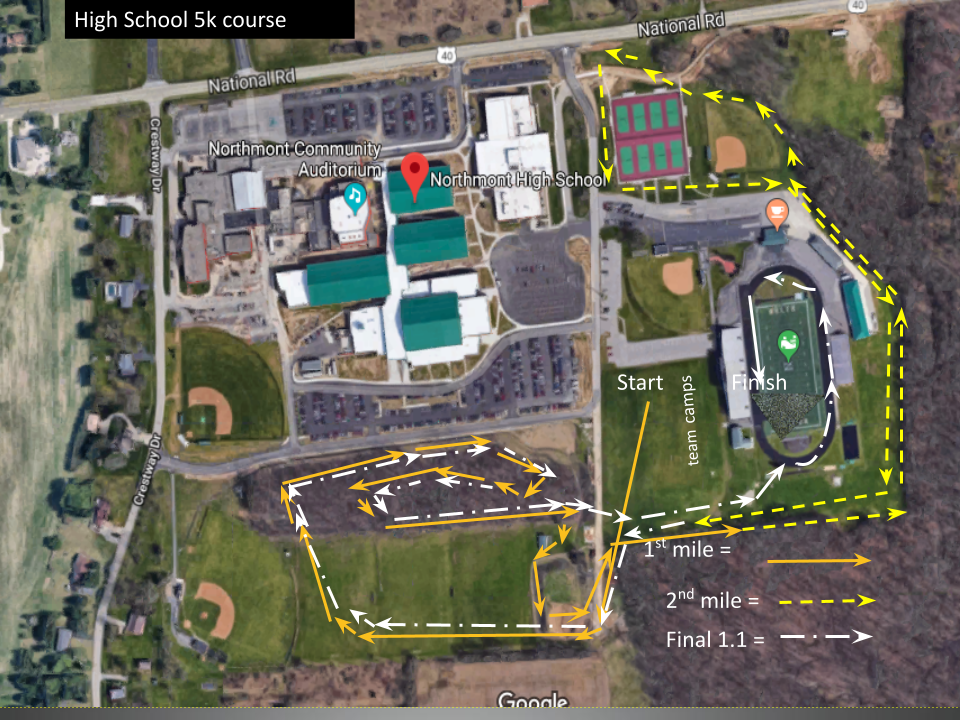 High School 5k course
40
National Rd
40
National Rd
Crestway Dr
Northmont Community
Auditorium
Northmont High School
Start
Finish
team camps
Crestway Dr
1st mile =
2nd mile =
Final 1.1 =
Google